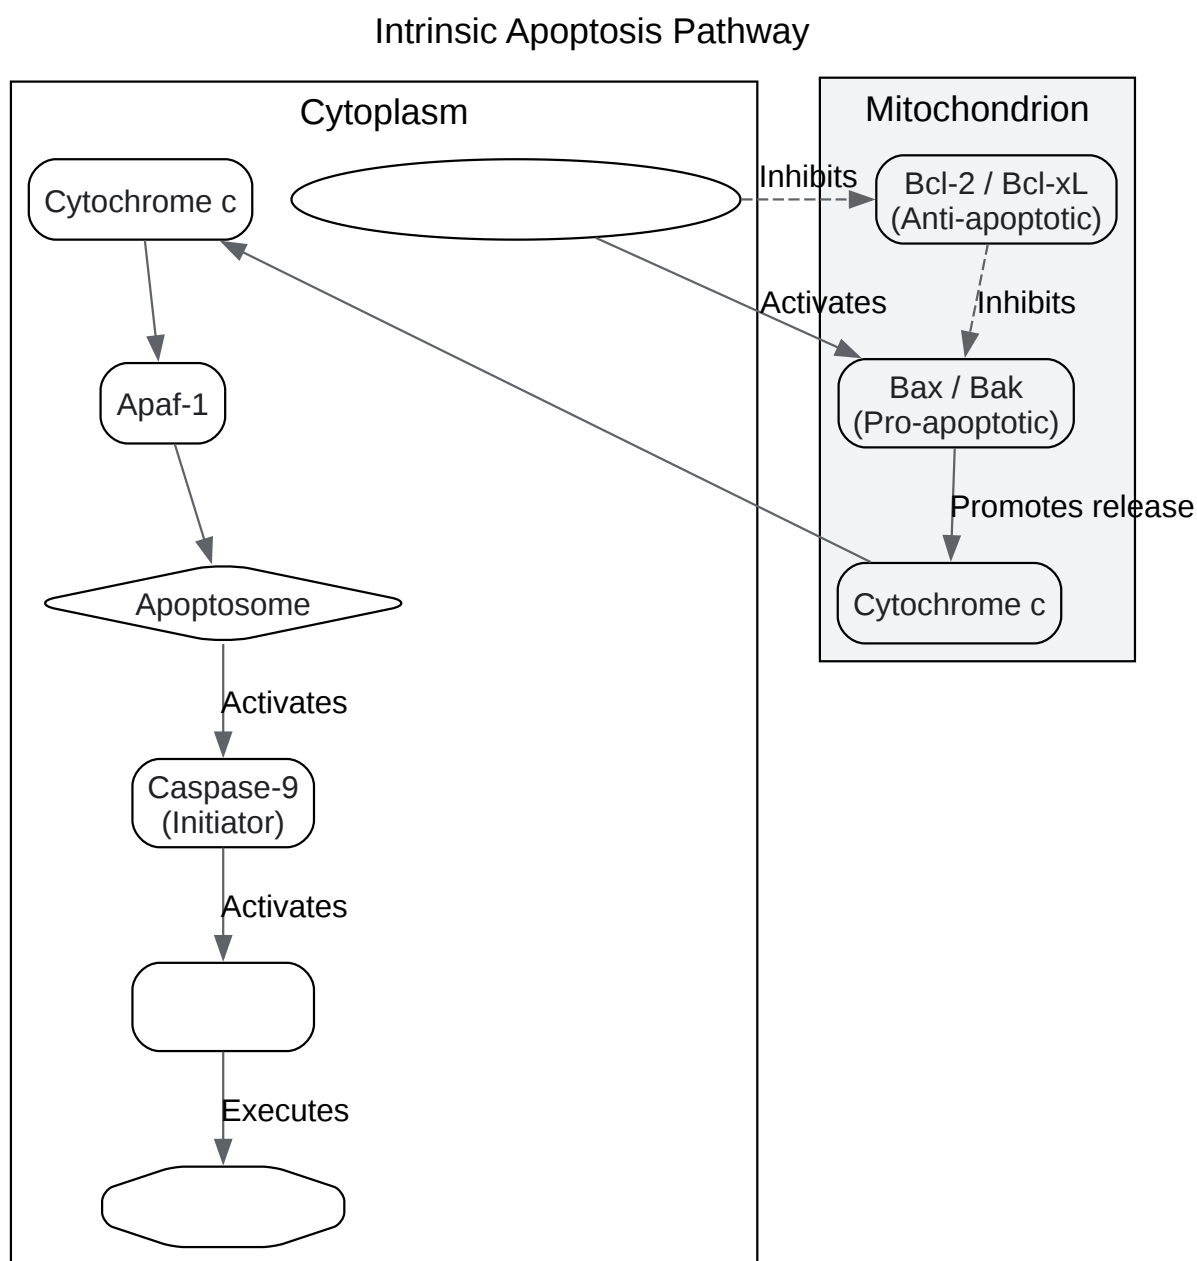 Intrinsic Apoptosis Pathway
Cytoplasm
Mitochondrion
Cytochrome c
Inhibits
Bcl-2 / Bcl-xL
(Anti-apoptotic)
Activates
Inhibits
Apaf-1
Bax / Bak
(Pro-apoptotic)
Promotes release
Apoptosome
Cytochrome c
Activates
Caspase-9
(Initiator)
Activates
Executes